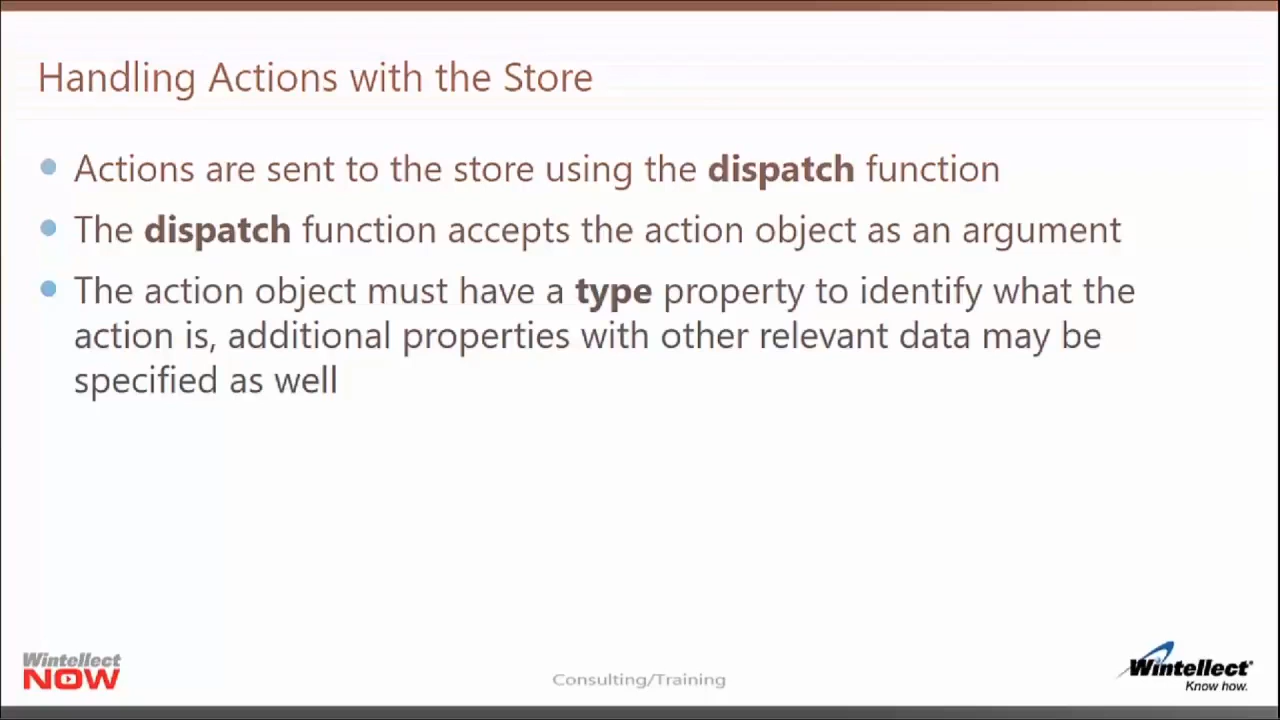 Handling Actions with the Store
Actions are sent to the store using the dispatch function
The dispatch function accepts the action object as an argument
The action object must have a type property to identify what the
action is, additional properties with other relevant data may be
specified as well
Wintellect
NOW
Consulting/Training
Wintellect
Know how.